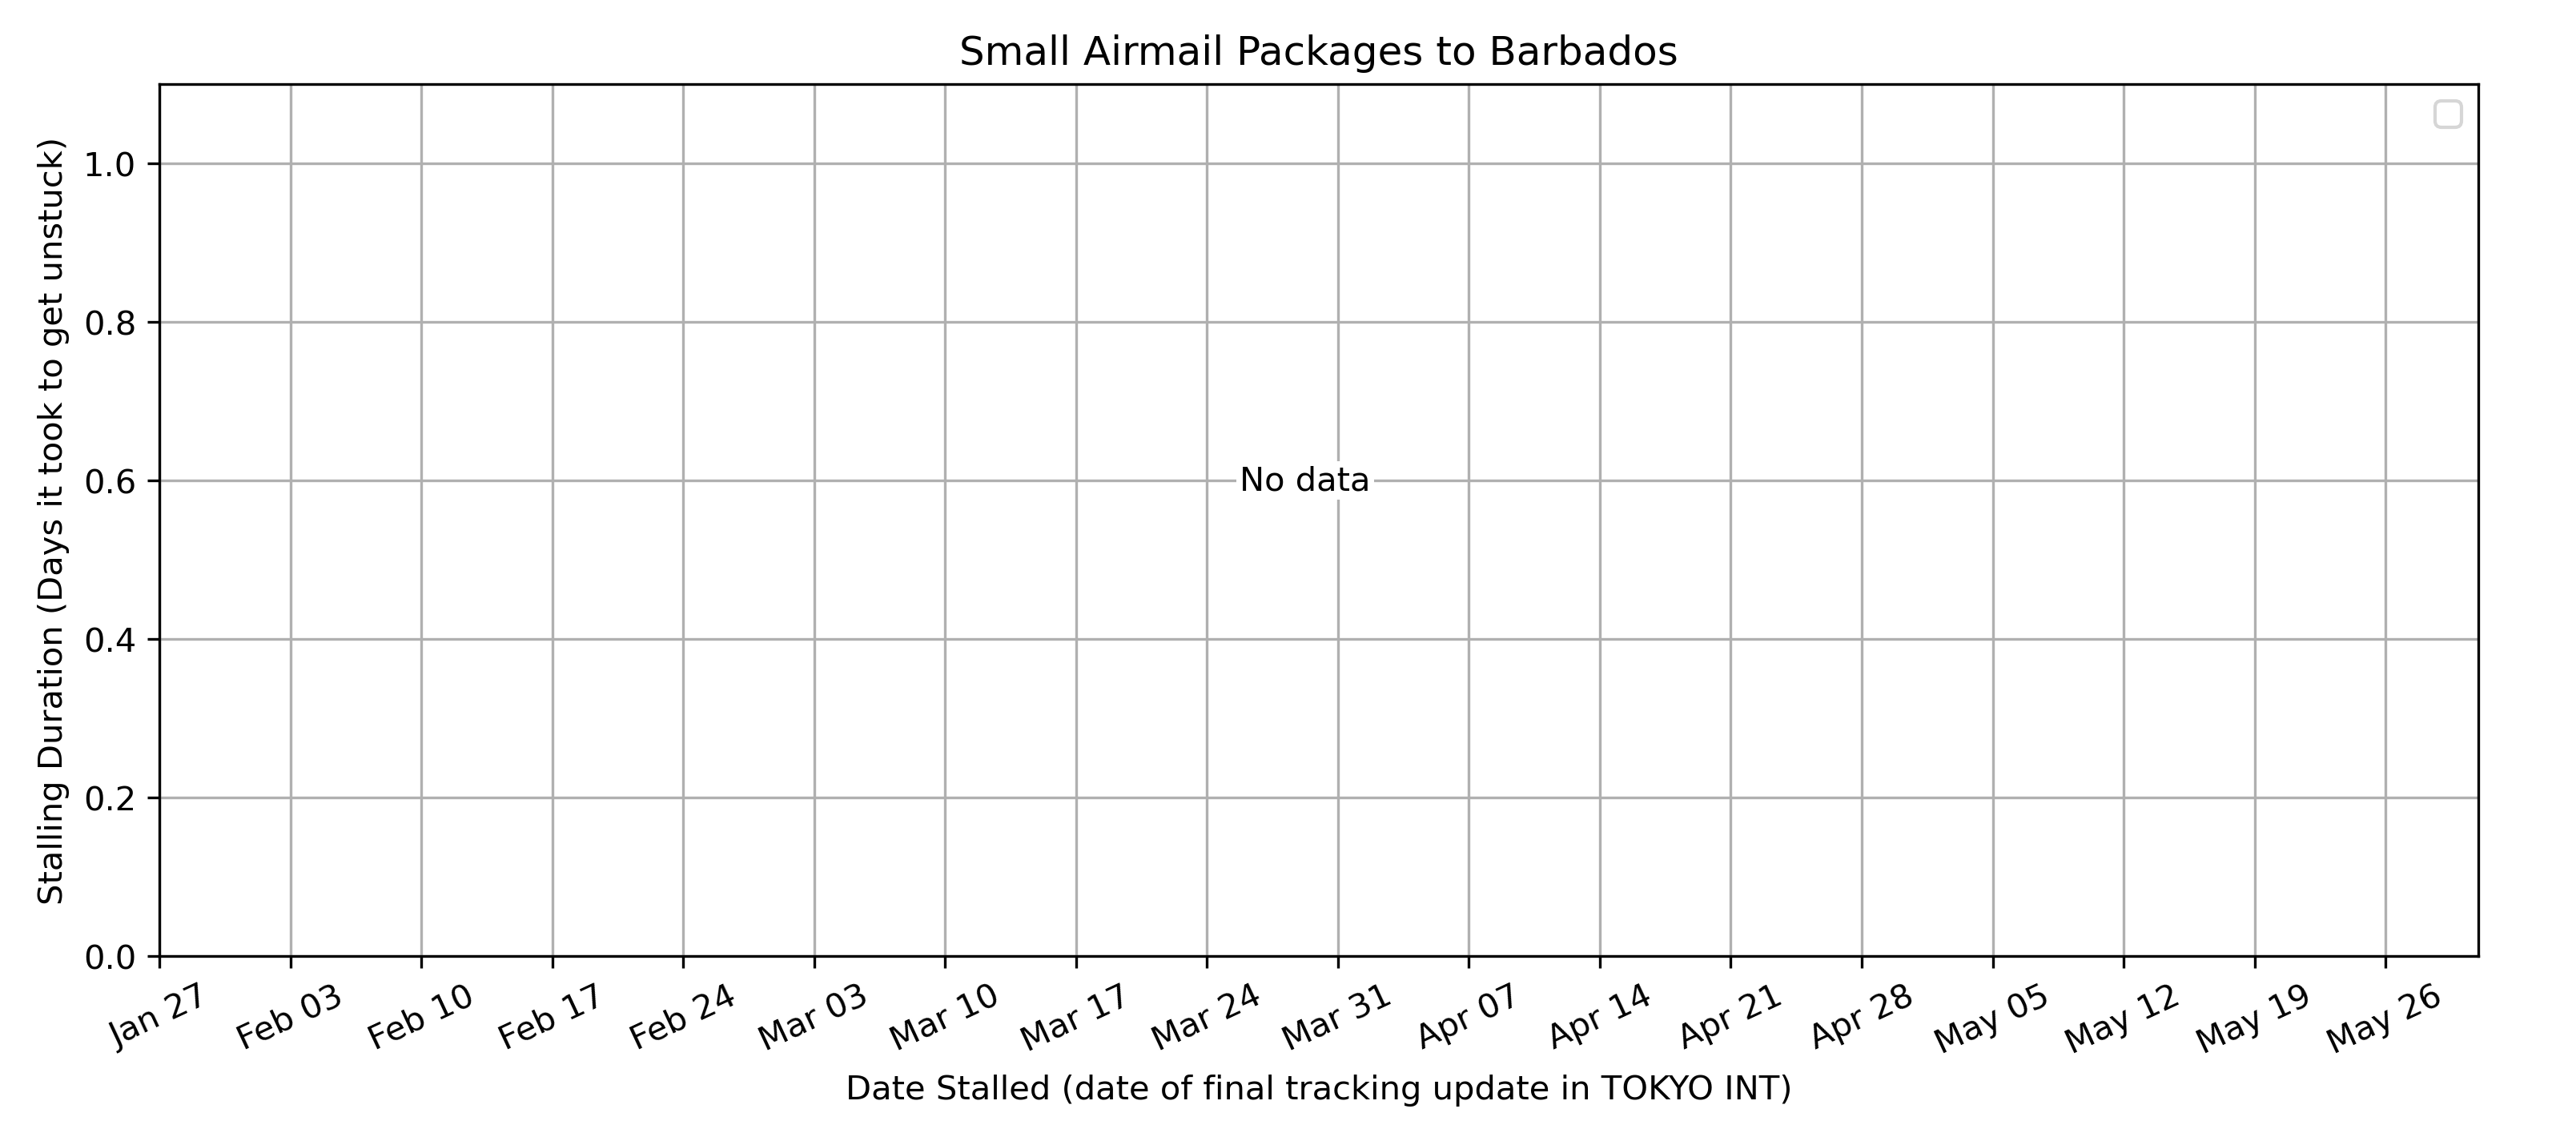 Small Airmail Packages to Barbados
Stalling Duration (Days it took to get unstuck)
1.0
0.8
0.6
0.4
0.2
0.0
No data
Jan 27 Feb 03 Feb 10 Feb 17 Feb 24 Mar 03 Mar 10 Mar 17 Mar 24 Mar 31 Apr 07 Apr 14 Apr 21 Apr 28 May 05 May 12 May 19 May 26
Date Stalled (date of final tracking update in TOKYO INT)